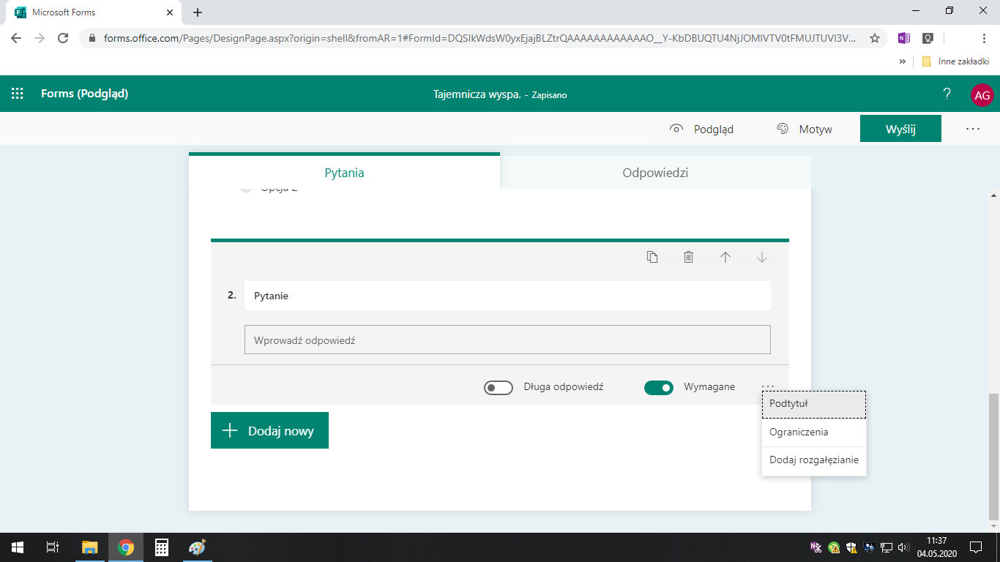 Microsoft Forms
forms.office.com/Pages/DesignPage.aspx?origin=shell&fromAR=1#FormId=DQSIkWdsW0yxEjajBLZtrQAAAAAAAAAAAAO__Y-KbDBUQTU4NjJOMlVTV0tFMUJTUVI3V...
» Inne zakładki
Forms (Podgląd)
Tajemnicza wyspa. - Zapisano
? AG
Podgląd
Motyw
Wyślij
Pytania
Odpowiedzi
Opcja 2
2. Pytanie
Wprowadź odpowiedź
Długa odpowiedź
Wymagane
Podtytuł
Ograniczenia
Dodaj rozgałęzianie
Dodaj nowy
11:37
04.05.2020